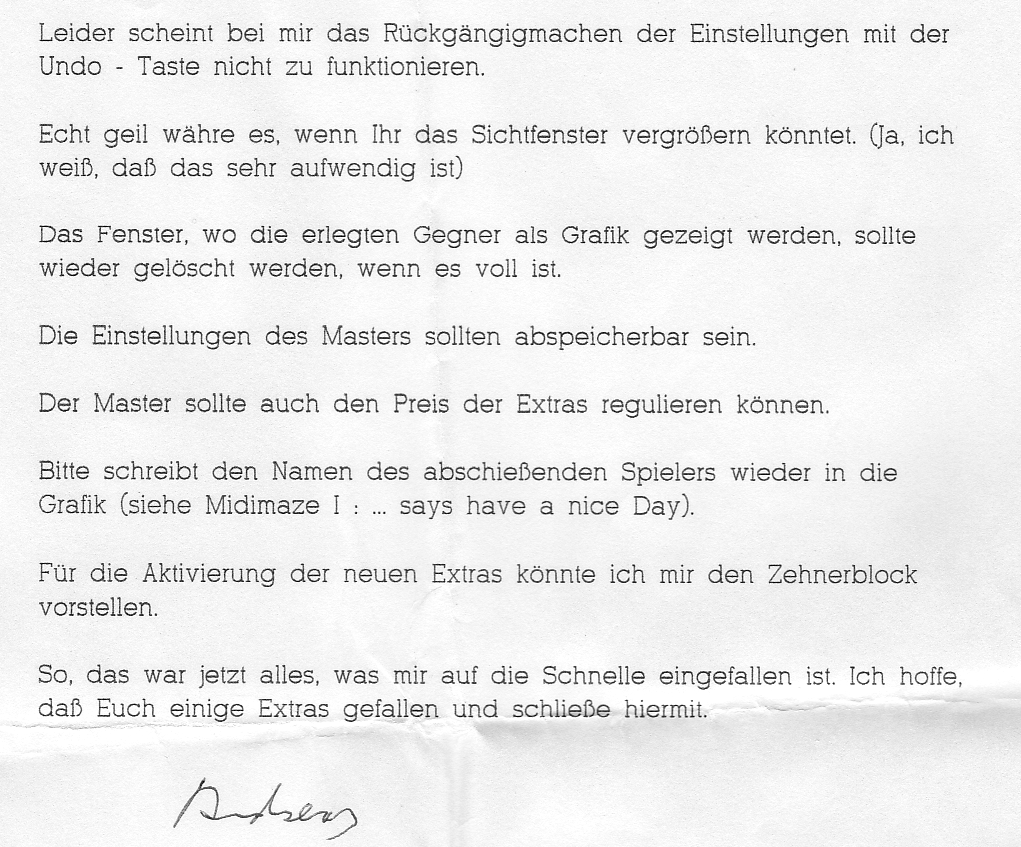 Leider scheint bei mir das Rückgängigmachen der Einstellungen mit der
Undo - Taste nicht zu funktionieren.
Echt geil währe es, wenn Ihr das Sichtfenster vergrößern könntet. (Ja, ich
weiß, daß das sehr aufwendig ist)
Das Fenster, wo die erlegten Gegner als Grafik gezeigt werden, sollte
wieder gelöscht werden, wenn es voll ist.
Die Einstellungen des Masters sollten abspeicherbar sein.
Der Master sollte auch den Preis der Extras regulieren können.
Bitte schreibt den Namen des abschießenden Spielers wieder in die
Grafik (siehe Midimaze I : ... says have a nice Day).
Für die Aktivierung der neuen Extras könnte ich mir den Zehnerblock
vorstellen.
So, das war jetzt alles, was mir auf die Schnelle eingefallen ist. Ich hoffe,
daß Euch einige Extras gefallen und schließe hiermit.
Andreas